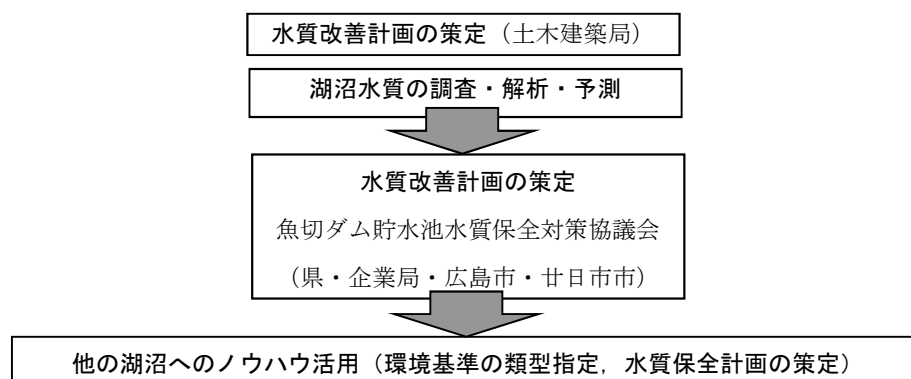 水質改善計画の策定（土木建築局）
湖沼水質の調査・解析・予測
水質改善計画の策定
魚切ダム貯水池水質保全対策協議会
（県・企業局・広島市・廿日市市）
他の湖沼へのノウハウ活用（環境基準の類型指定，水質保全計画の策定）